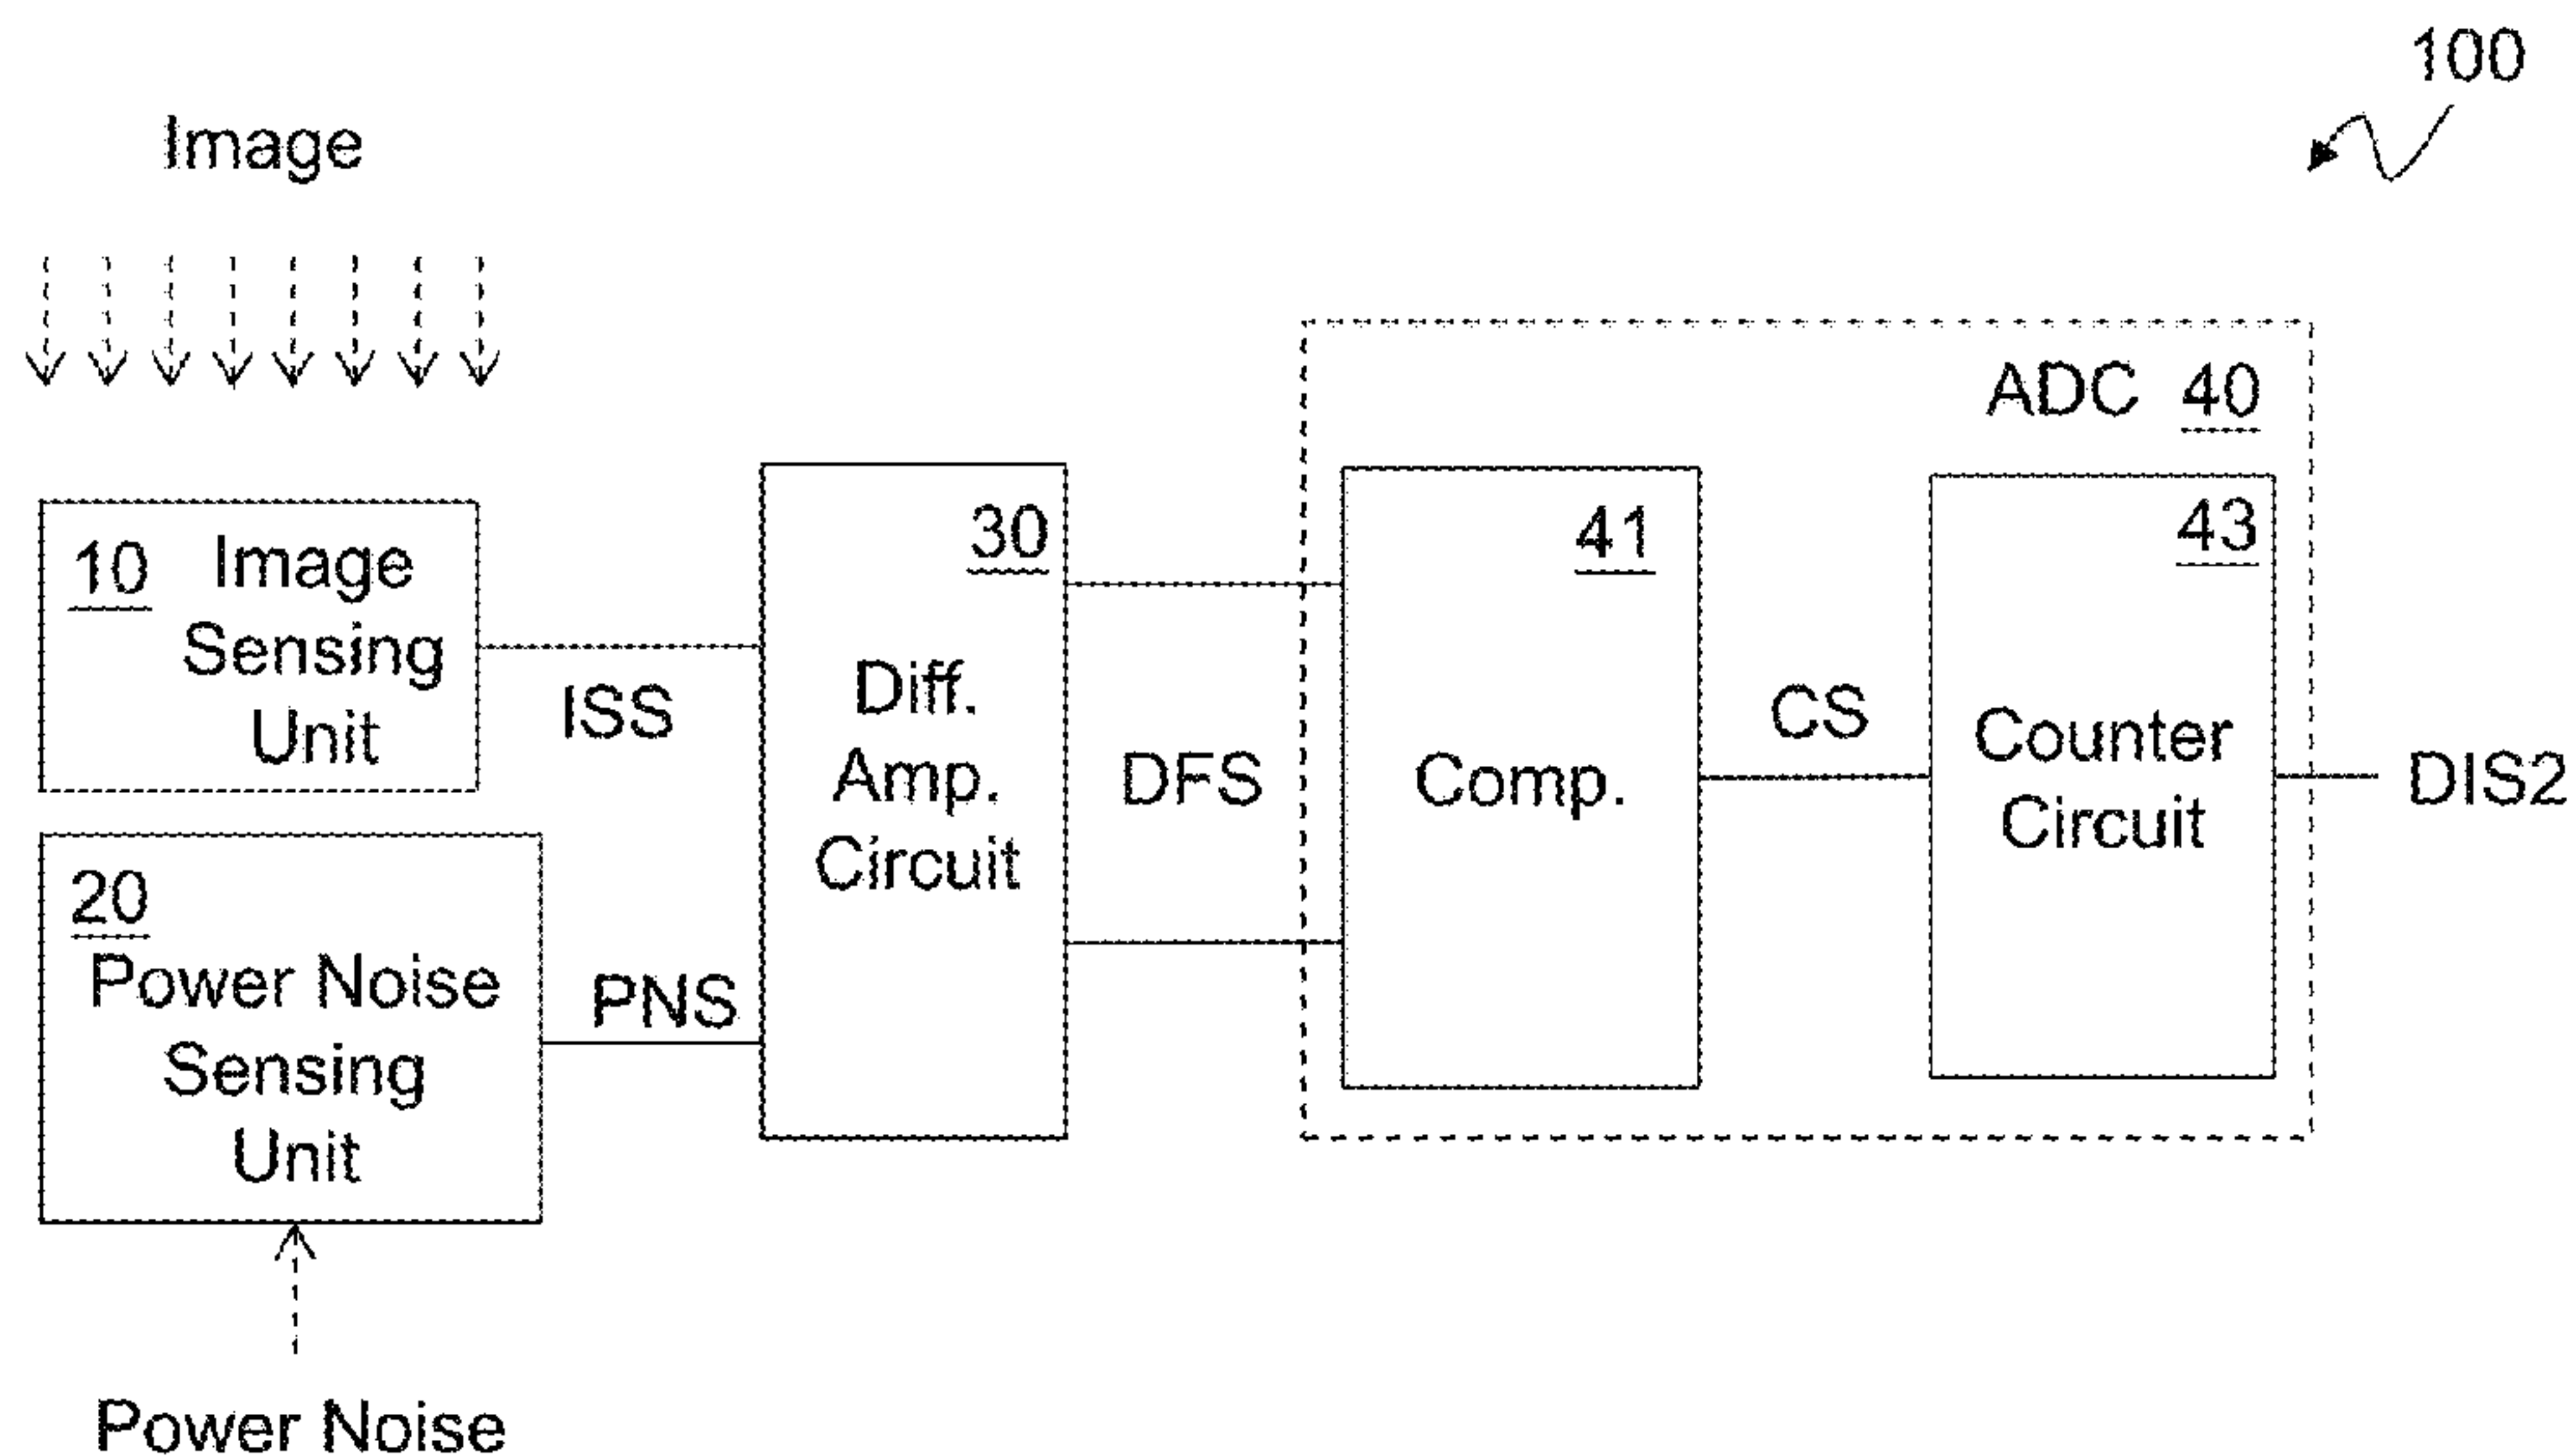 100
Image
ADC 40
10 Image
Sensing
Unit
ISS
20
Power Noise
Sensing
Unit
PNS
30
Diff.
Amp.
Circuit
DFS
41
Comp.
CS
43
Counter
Circuit
DIS2
Power Noise